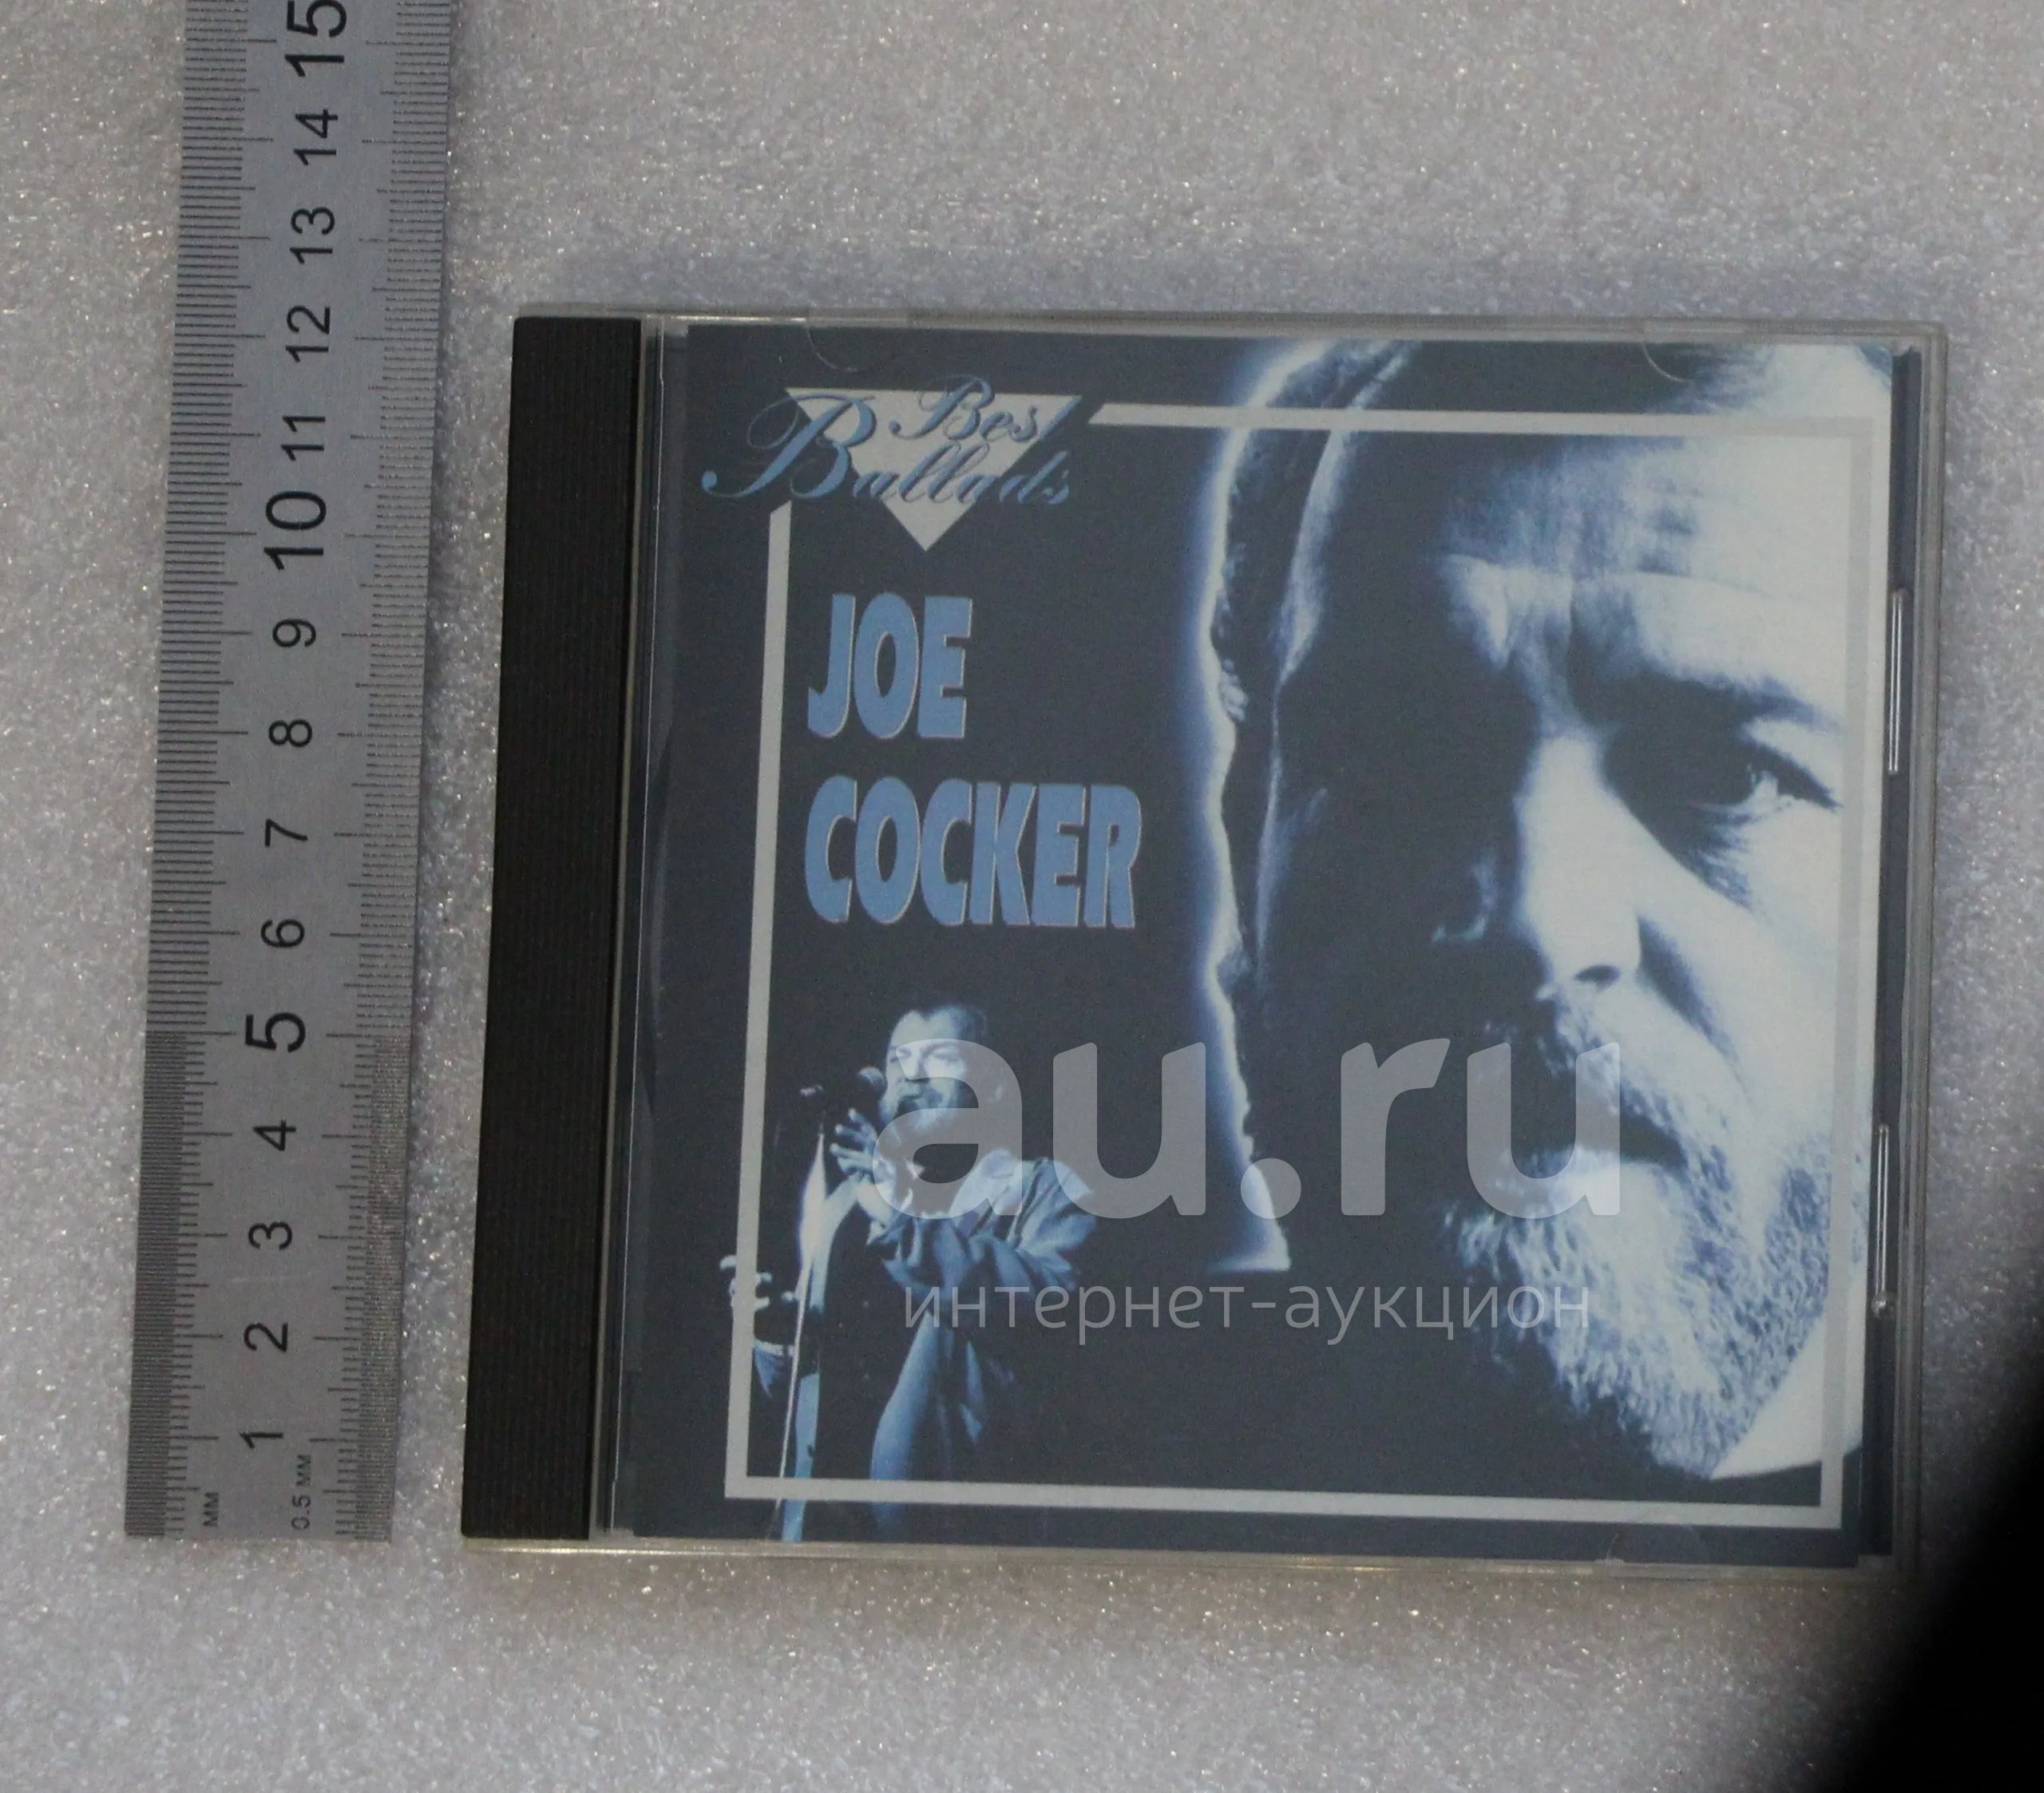 15
14
13
12
11
10
9
8
7
6
5
4
3
2
1
мм
0.5 мм
Best
Ballads
JOE
COCKER
au.ru
интернет-аукцион